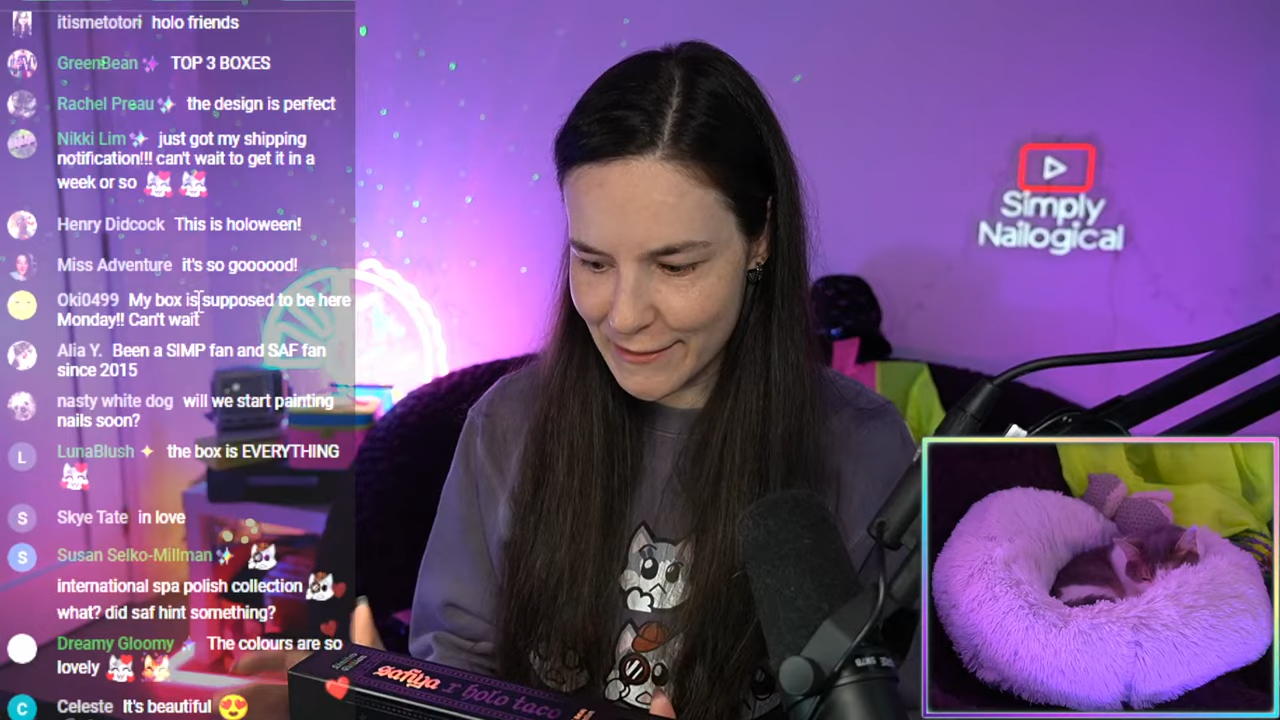 itismetotori holo friends
GreenBean TOP 3 BOXES
Rachel Preau the design is perfect
Nikki Lim just got my shipping
notification!!! can't wait to get it in a
week or so
Henry Didcock This is holoween!
Miss Adventure it's so goooood!
Oki0499 My box is supposed to be here
Monday!! Can't wait
Alia Y. Been a SIMP fan and SAF fan
since 2015
nasty white dog will we start painting
nails soon?
L LunaBlush the box is EVERYTHING
S Skye Tate in love
S Susan Selko-Millman
international spa polish collection
what? did saf hint something?
Dreamy Gloomy The colours are so
lovely
C Celeste It's beautiful
Simply
Nailogical
safiya x holo taco
SM7B